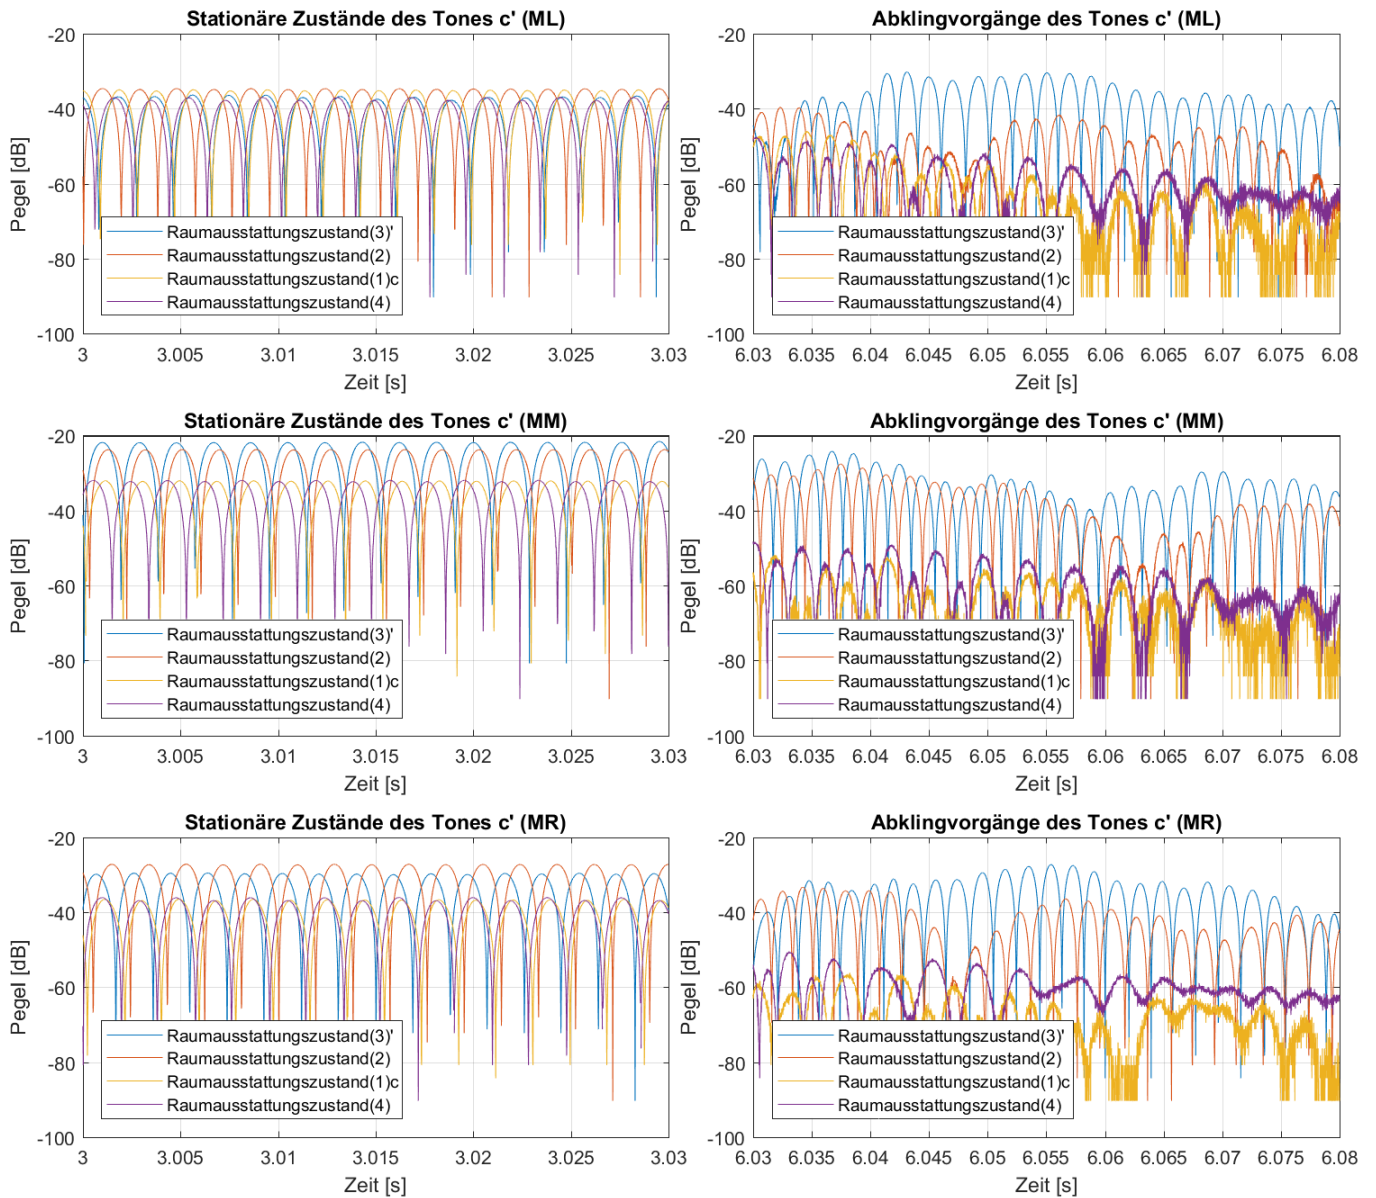 Stationäre Zustände des Tones c' (ML)
Pegel [dB]
-20
-40
-60
-80
-100
Raumausstattungszustand(3)'
Raumausstattungszustand(2)
Raumausstattungszustand(1)c
Raumausstattungszustand(4)
3 3.005 3.01 3.015 3.02 3.025 3.03
Zeit [s]
Abklingvorgänge des Tones c' (ML)
Pegel [dB]
-20
-40
-60
-80
-100
Raumausstattungszustand(3)'
Raumausstattungszustand(2)
Raumausstattungszustand(1)c
Raumausstattungszustand(4)
6.03 6.035 6.04 6.045 6.05 6.055 6.06 6.065 6.07 6.075 6.08
Zeit [s]
Stationäre Zustände des Tones c' (MM)
Pegel [dB]
-20
-40
-60
-80
-100
Raumausstattungszustand(3)'
Raumausstattungszustand(2)
Raumausstattungszustand(1)c
Raumausstattungszustand(4)
3 3.005 3.01 3.015 3.02 3.025 3.03
Zeit [s]
Abklingvorgänge des Tones c' (MM)
Pegel [dB]
-20
-40
-60
-80
-100
Raumausstattungszustand(3)'
Raumausstattungszustand(2)
Raumausstattungszustand(1)c
Raumausstattungszustand(4)
6.03 6.035 6.04 6.045 6.05 6.055 6.06 6.065 6.07 6.075 6.08
Zeit [s]
Stationäre Zustände des Tones c' (MR)
Pegel [dB]
-20
-40
-60
-80
-100
Raumausstattungszustand(3)'
Raumausstattungszustand(2)
Raumausstattungszustand(1)c
Raumausstattungszustand(4)
3 3.005 3.01 3.015 3.02 3.025 3.03
Zeit [s]
Abklingvorgänge des Tones c' (MR)
Pegel [dB]
-20
-40
-60
-80
-100
Raumausstattungszustand(3)'
Raumausstattungszustand(2)
Raumausstattungszustand(1)c
Raumausstattungszustand(4)
6.03 6.035 6.04 6.045 6.05 6.055 6.06 6.065 6.07 6.075 6.08
Zeit [s]